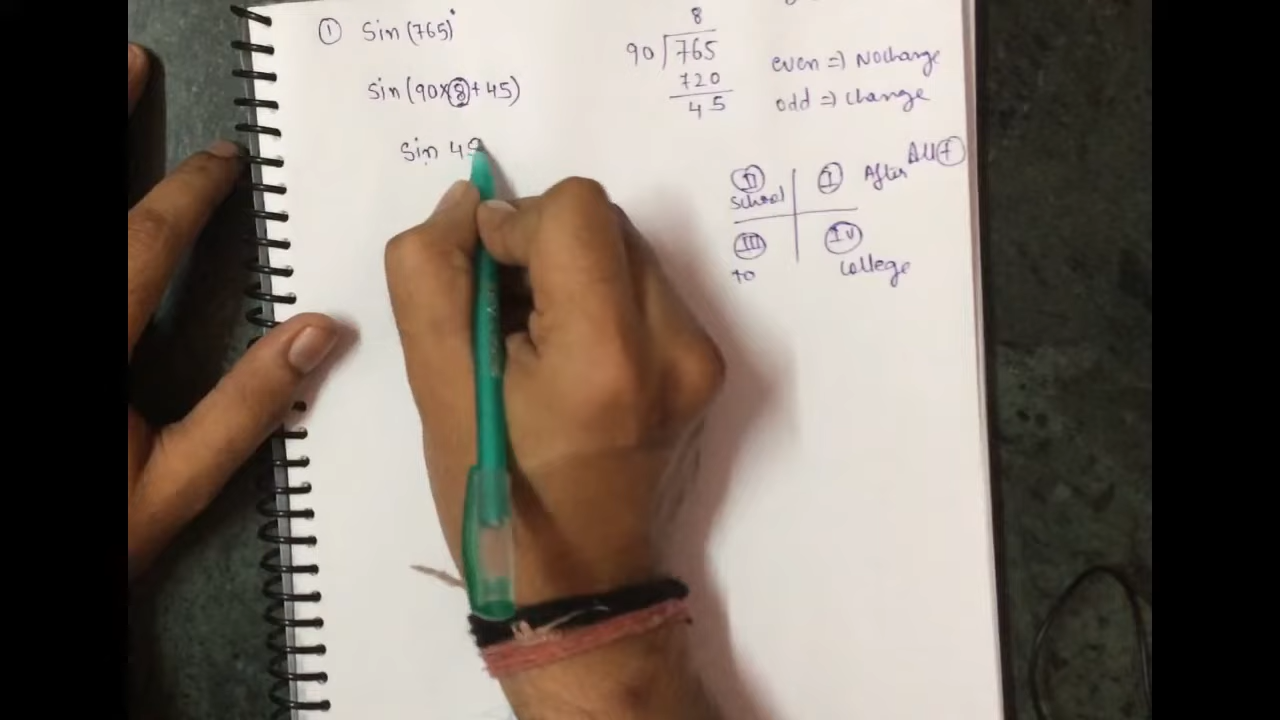 ① Sin (765)°
Sin (90×8+45)
Sin 45
8
90 765
720
45
even => No change
odd => change
II
School
I
After
All +
III
to
IV
College